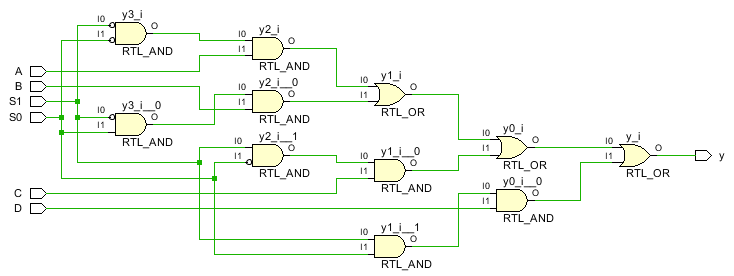 y3_i
I0 O
I1
RTL_AND
y2_i
I0 O
I1
RTL_AND
A
B
S1
S0
y2_i__0
I0 O
I1
RTL_AND
y1_i
I0 O
I1
RTL_OR
y3_i__0
I0 O
I1
RTL_AND
y2_i__1
I0 O
I1
RTL_AND
y1_i__0
I0 O
I1
RTL_AND
y0_i
I0 O
I1
RTL_OR
y_i
I0 O
I1
RTL_OR
y
C
D
y0_i__0
I0 O
I1
RTL_AND
y1_i__1
I0 O
I1
RTL_AND